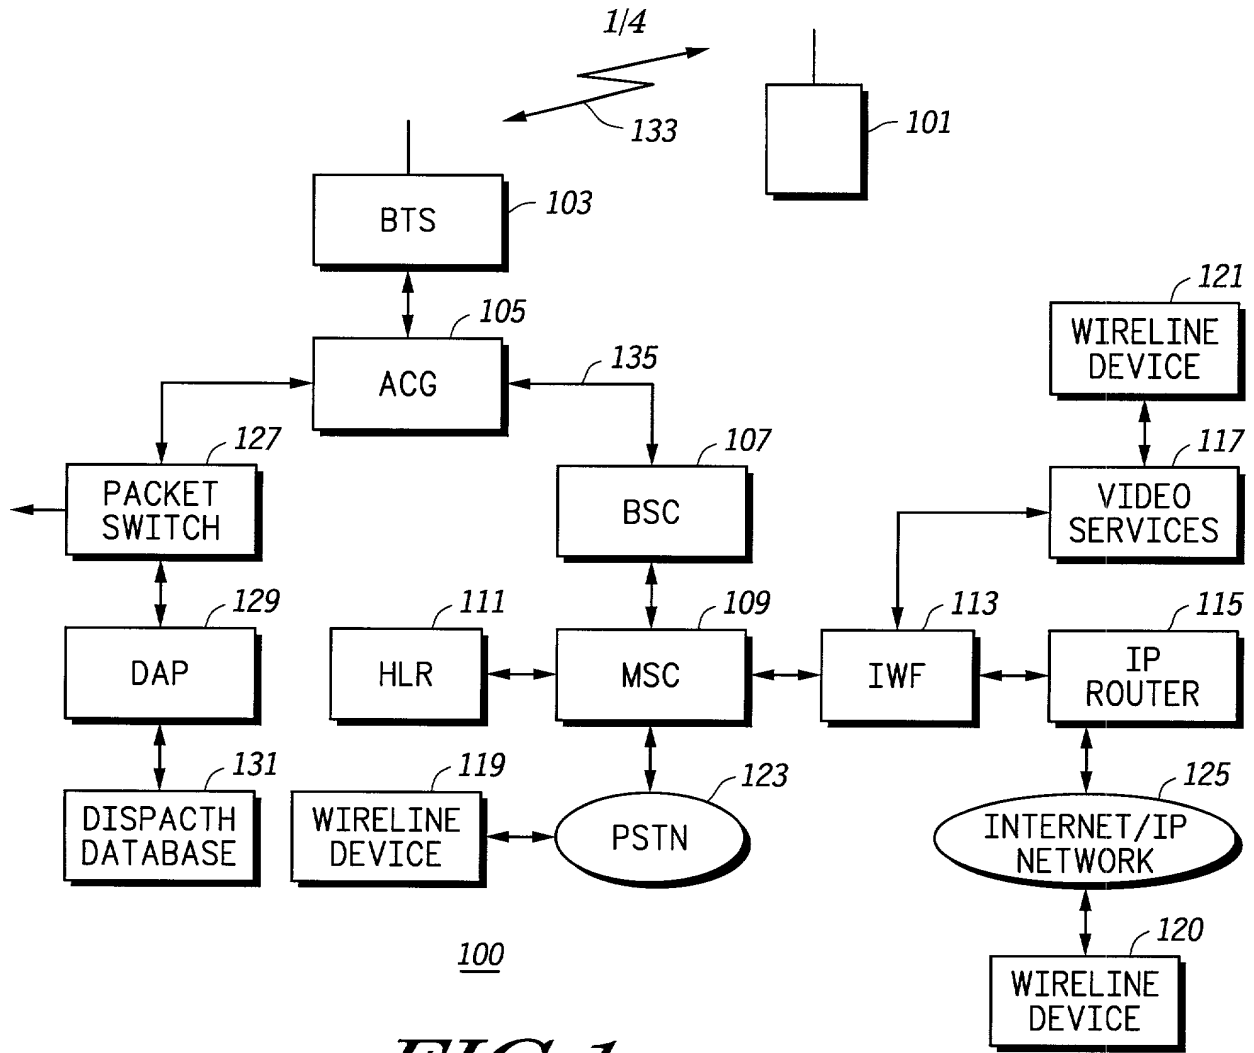 1/4
133
101
BTS
103
105
ACG
135
121
WIRELINE
DEVICE
127
PACKET
SWITCH
107
BSC
117
VIDEO
SERVICES
129
DAP
111
HLR
109
MSC
113
IWF
115
IP
ROUTER
131
DISPACTH
DATABASE
119
WIRELINE
DEVICE
123
PSTN
125
INTERNET/IP
NETWORK
100
120
WIRELINE
DEVICE
FIG.1